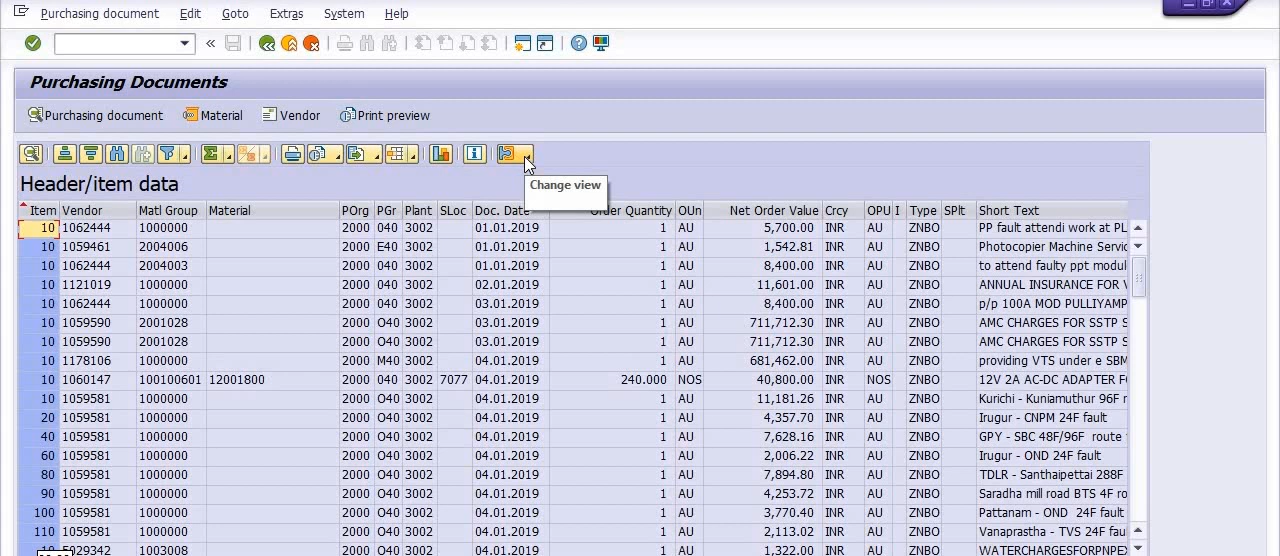 Purchasing documents Edit Goto Extras System Help
Purchasing Documents
Purchasing document Material Vendor Print preview
Header/item data
Change view
Item Vendor Matl Group Material POrg PGr Plant SLoc Doc. Date Order Quantity OUn Net Order Value Crcy OPU I Type SPlt Short Text
10 1062444 1000000 2000 040 3002 01.01.2019 1 AU 5,700.00 INR AU ZNBO PP fault attendi work at PL
10 1059461 2004006 2000 E40 3002 01.01.2019 1 AU 1,542.81 INR AU ZNBO Photocopier Machine Servic
10 1062444 2004003 2000 040 3002 01.01.2019 1 AU 8,400.00 INR AU ZNBO to attend faulty ppt modul
10 1121019 1000000 2000 040 3002 02.01.2019 1 AU 11,601.00 INR AU ZNBO ANNUAL INSURANCE FOR V
10 1062444 1000000 2000 040 3002 03.01.2019 1 AU 8,400.00 INR AU ZNBO p/p 100A MOD PULLIYAMP
10 1059590 2001028 2000 O40 3002 03.01.2019 1 AU 711,712.30 INR AU ZNBO AMC CHARGES FOR SSTP S
10 1059590 2001028 2000 O40 3002 03.01.2019 1 AU 711,712.30 INR AU ZNBO AMC CHARGES FOR SSTP S
10 1178106 1000000 2000 M40 3002 04.01.2019 1 AU 681,462.00 INR AU ZNBO providing VTS under e SBM
10 1060147 100100601 12001800 2000 040 3002 7077 04.01.2019 240.000 NOS 40,800.00 INR NOS ZNBO 12V 2A AC-DC ADAPTER F
10 1059581 1000000 2000 O40 3002 04.01.2019 1 AU 11,181.26 INR AU ZNBO Kurichi - Kuniamuthur 96F r
20 1059581 1000000 2000 O40 3002 04.01.2019 1 AU 4,357.70 INR AU ZNBO Irugur - CNPM 24F fault
40 1059581 1000000 2000 O40 3002 04.01.2019 1 AU 7,628.16 INR AU ZNBO GPY - SBC 48F/96F route
60 1059581 1000000 2000 O40 3002 04.01.2019 1 AU 2,006.22 INR AU ZNBO Irugur - OND 24F fault
80 1059581 1000000 2000 O40 3002 04.01.2019 1 AU 7,894.80 INR AU ZNBO TDLR - Santhaipettai 288F
90 1059581 1000000 2000 O40 3002 04.01.2019 1 AU 4,253.72 INR AU ZNBO Saradha mill road BTS 4F r
100 1059581 1000000 2000 O40 3002 04.01.2019 1 AU 3,770.40 INR AU ZNBO Pattanam - OND 24F fault
110 1059581 1000000 2000 O40 3002 04.01.2019 1 AU 2,113.02 INR AU ZNBO Vanaprastha - TVS 24F fault
1003008 2000 O40 3002 04.01.2019 1 AU 1,322.00 INR AU ZNBO WATERCHARGESFORNPE